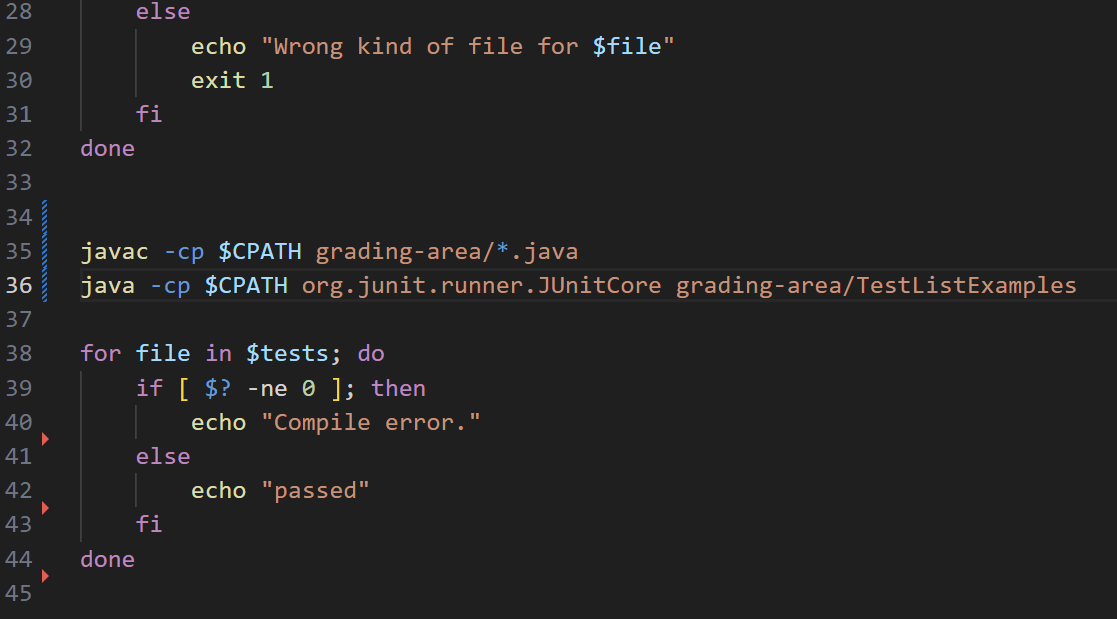 28 else
29 echo "Wrong kind of file for $file"
30 exit 1
31 fi
32 done
33
34
35 javac -cp $CPATH grading-area/*.java
36 java -cp $CPATH org.junit.runner.JUnitCore grading-area/TestListExamples
37
38 for file in $tests; do
39 if [ $? -ne 0 ]; then
40 echo "Compile error."
41 else
42 echo "passed"
43 fi
44 done
45